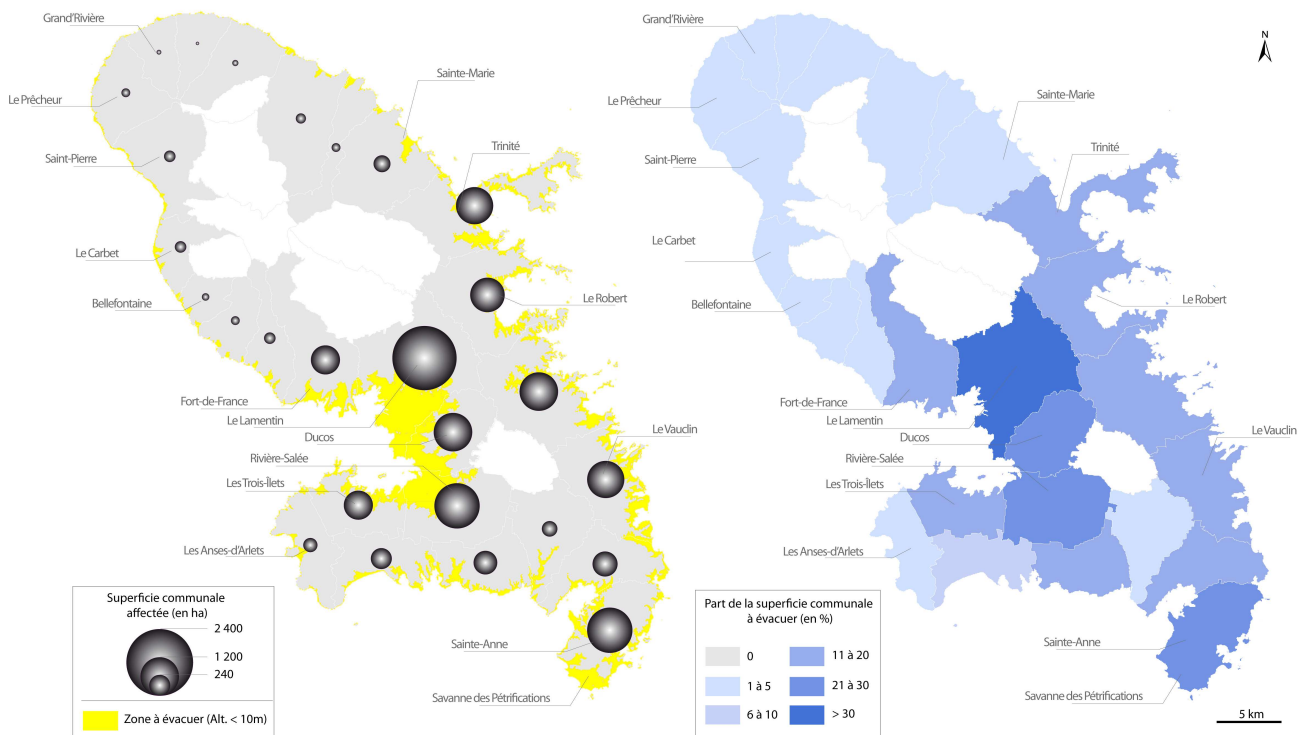 Grand'Rivière
Le Prêcheur
Sainte-Marie
Trinité
Saint-Pierre
Le Carbet
Bellefontaine
Le Robert
Fort-de-France
Le Lamentin
Ducos
Le Vauclin
Rivière-Salée
Les Trois-Îlets
Les Anses-d'Arlets
Sainte-Anne
Savanne des Pétrifications
Superficie communale
affectée (en ha)
2 400
1 200
240
Zone à évacuer (Alt. < 10m)
N
Grand'Rivière
Le Prêcheur
Sainte-Marie
Trinité
Saint-Pierre
Le Carbet
Bellefontaine
Le Robert
Fort-de-France
Le Lamentin
Ducos
Le Vauclin
Rivière-Salée
Les Trois-Îlets
Les Anses-d'Arlets
Sainte-Anne
Savanne des Pétrifications
Part de la superficie communale
à évacuer (en %)
0
1 à 5
6 à 10
11 à 20
21 à 30
> 30
5 km